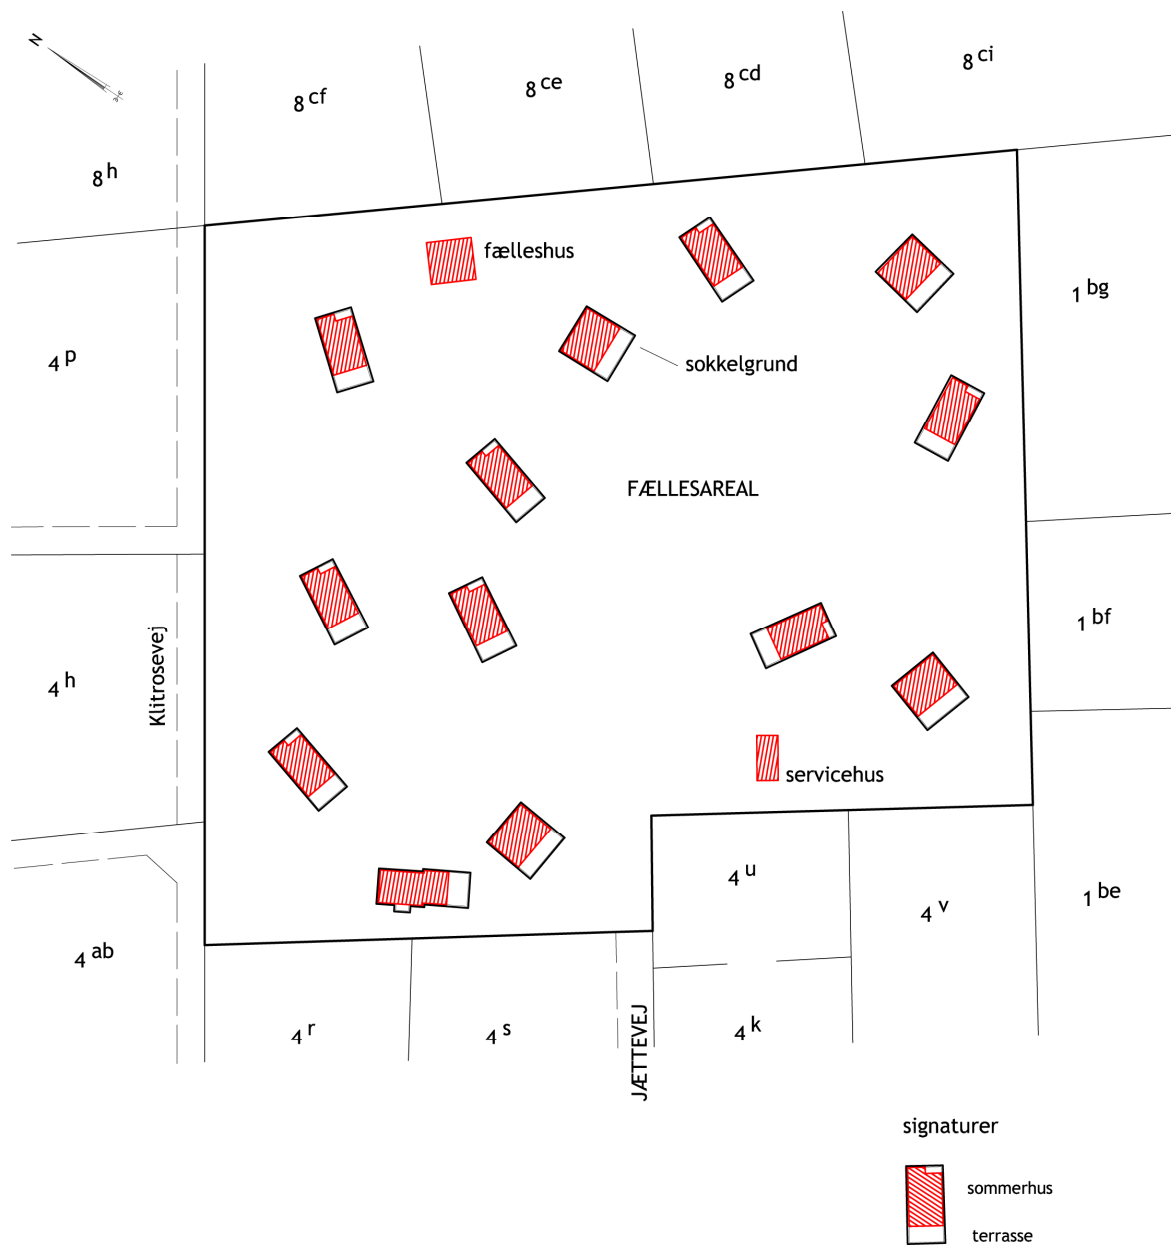 N
8 cf
8 ce
8 cd
8 ci
8 h
fælleshus
1 bg
4 p
sokkelgrund
FÆLLESAREAL
1 bf
4 h
Klitrosevej
servicehus
4 u
4 v
1 be
4 ab
4 r
4 s
JÆTTEVEJ
4 k
signaturer
sommerhus
terrasse